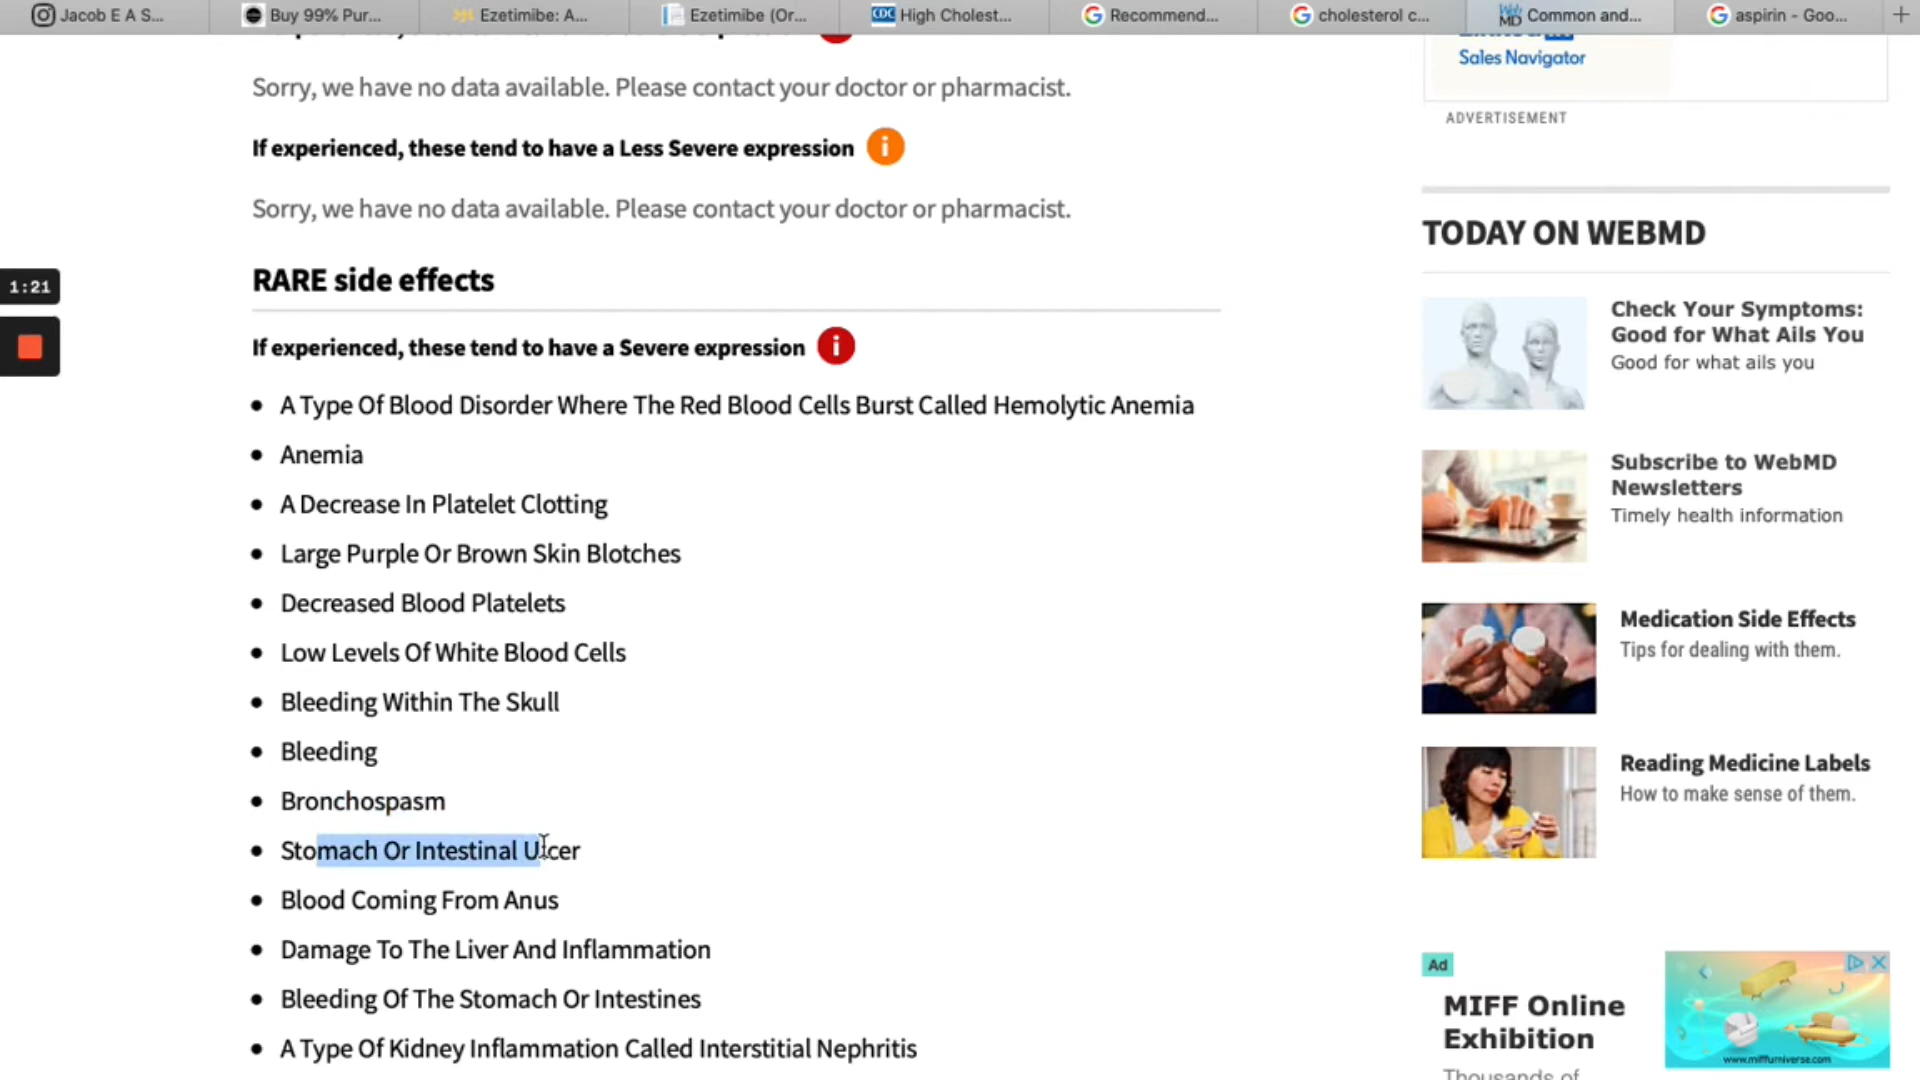 Jacob E A S...
Buy 99% Pur...
Ezetimibe: A...
Ezetimibe (Or...
CDC High Cholest...
Recommend...
cholesterol c...
Web MD Common and...
aspirin - Goo...
Sorry, we have no data available. Please contact your doctor or pharmacist.
If experienced, these tend to have a Less Severe expression
Sorry, we have no data available. Please contact your doctor or pharmacist.
RARE side effects
1:21
If experienced, these tend to have a Severe expression
A Type Of Blood Disorder Where The Red Blood Cells Burst Called Hemolytic Anemia
Anemia
A Decrease In Platelet Clotting
Large Purple Or Brown Skin Blotches
Decreased Blood Platelets
Low Levels Of White Blood Cells
Bleeding Within The Skull
Bleeding
Bronchospasm
Stomach Or Intestinal Ulcer
Blood Coming From Anus
Damage To The Liver And Inflammation
Bleeding Of The Stomach Or Intestines
A Type Of Kidney Inflammation Called Interstitial Nephritis
Sales Navigator
ADVERTISEMENT
TODAY ON WEBMD
Check Your Symptoms:
Good for What Ails You
Good for what ails you
Subscribe to WebMD
Newsletters
Timely health information
Medication Side Effects
Tips for dealing with them.
Reading Medicine Labels
How to make sense of them.
Ad
MIFF Online
Exhibition
Thousands of
www.miffurniverse.com